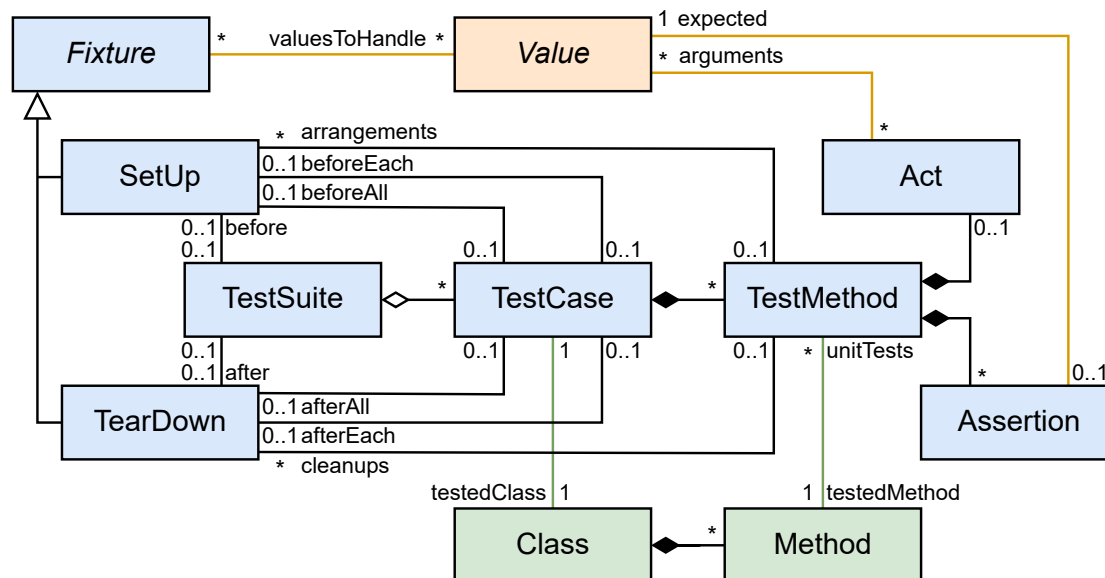 1 expected
Fixture
* valuesToHandle *
Value
* arguments
* arrangements
*
SetUp
0..1 beforeEach
0..1 beforeAll
Act
0..1 before
0..1
0..1
0..1
0..1
0..1
TestSuite
*
TestCase
*
TestMethod
0..1
0..1
1
0..1
0..1
* unitTests
0..1 after
*
0..1
TearDown
0..1 afterAll
0..1 afterEach
* cleanups
Assertion
testedClass 1
1 testedMethod
Class
*
Method